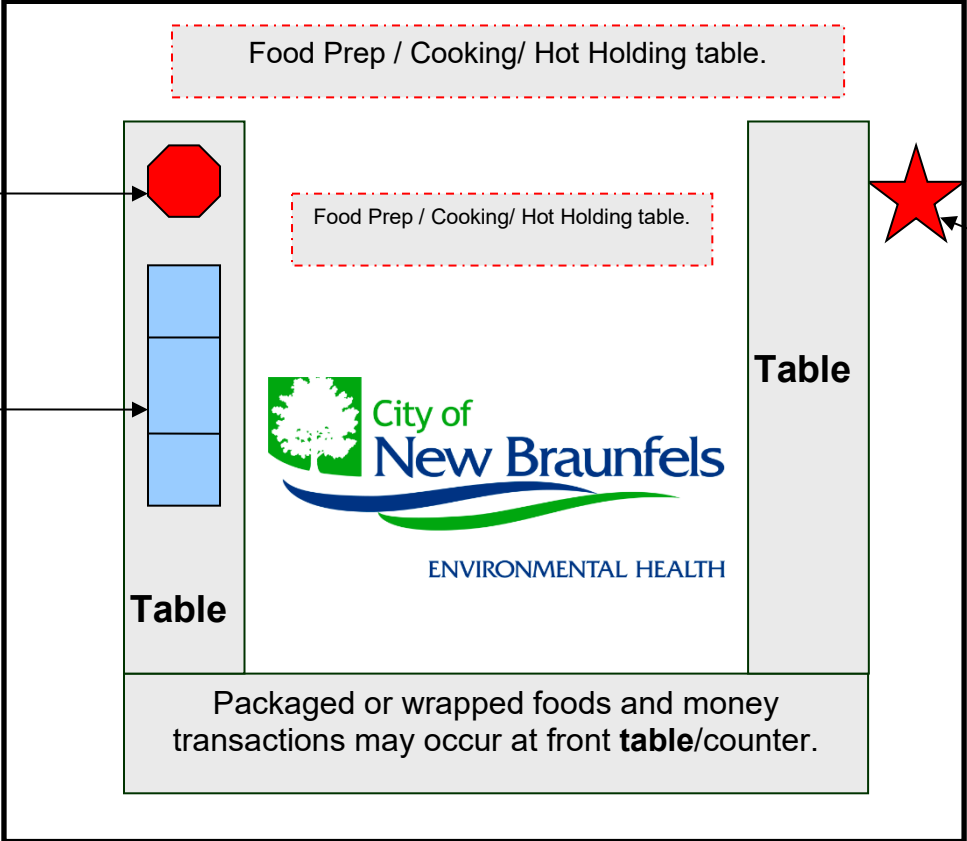 Food Prep / Cooking/ Hot Holding table.
Food Prep / Cooking/ Hot Holding table.
Table
City of
New Braunfels
ENVIRONMENTAL HEALTH
Table
Packaged or wrapped foods and money
transactions may occur at front table/counter.